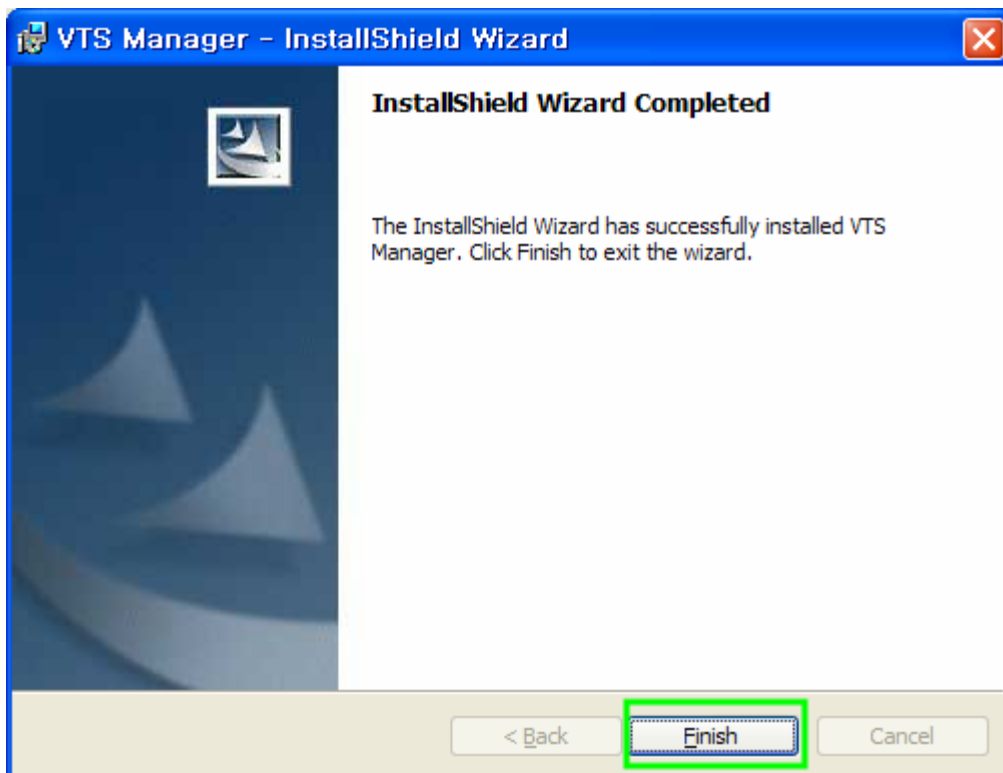 VTS Manager - InstallShield Wizard
InstallShield Wizard Completed
The InstallShield Wizard has successfully installed VTS
Manager. Click Finish to exit the wizard.
< Back Finish Cancel